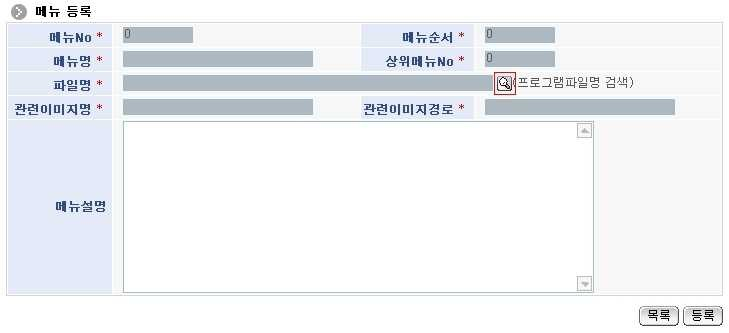 메뉴 등록
메뉴No * 0 메뉴순서 * 0
메뉴명 * 상위메뉴No * 0
파일명 * (프로그램파일명 검색)
관련이미지명 * 관련이미지경로 *
메뉴설명
목록 등록